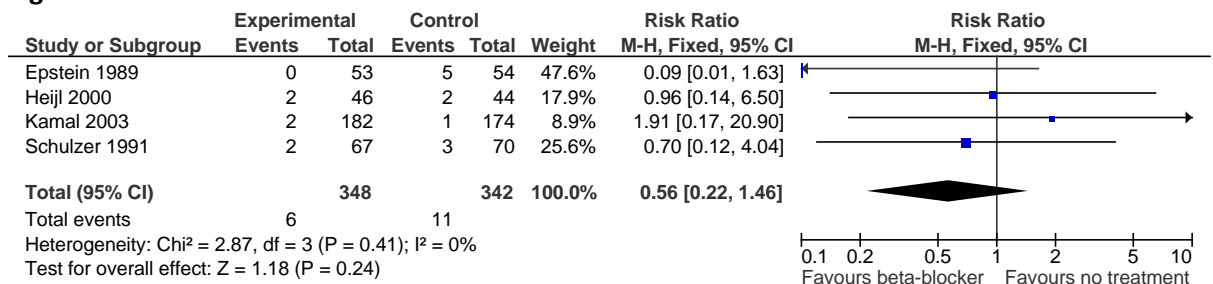 Experimental Control Risk Ratio Risk Ratio
Study or Subgroup Events Total Events Total Weight M-H, Fixed, 95% CI M-H, Fixed, 95% CI
Epstein 1989 0 53 5 54 47.6% 0.09 [0.01, 1.63]
Heijl 2000 2 46 2 44 17.9% 0.96 [0.14, 6.50]
Kamal 2003 2 182 1 174 8.9% 1.91 [0.17, 20.90]
Schulzer 1991 2 67 3 70 25.6% 0.70 [0.12, 4.04]
Total (95% CI) 348 342 100.0% 0.56 [0.22, 1.46]
Total events 6 11
Heterogeneity: Chi² = 2.87, df = 3 (P = 0.41); I² = 0%
Test for overall effect: Z = 1.18 (P = 0.24)
0.1 0.2 0.5 1 2 5 10
Favours beta-blocker Favours no treatment